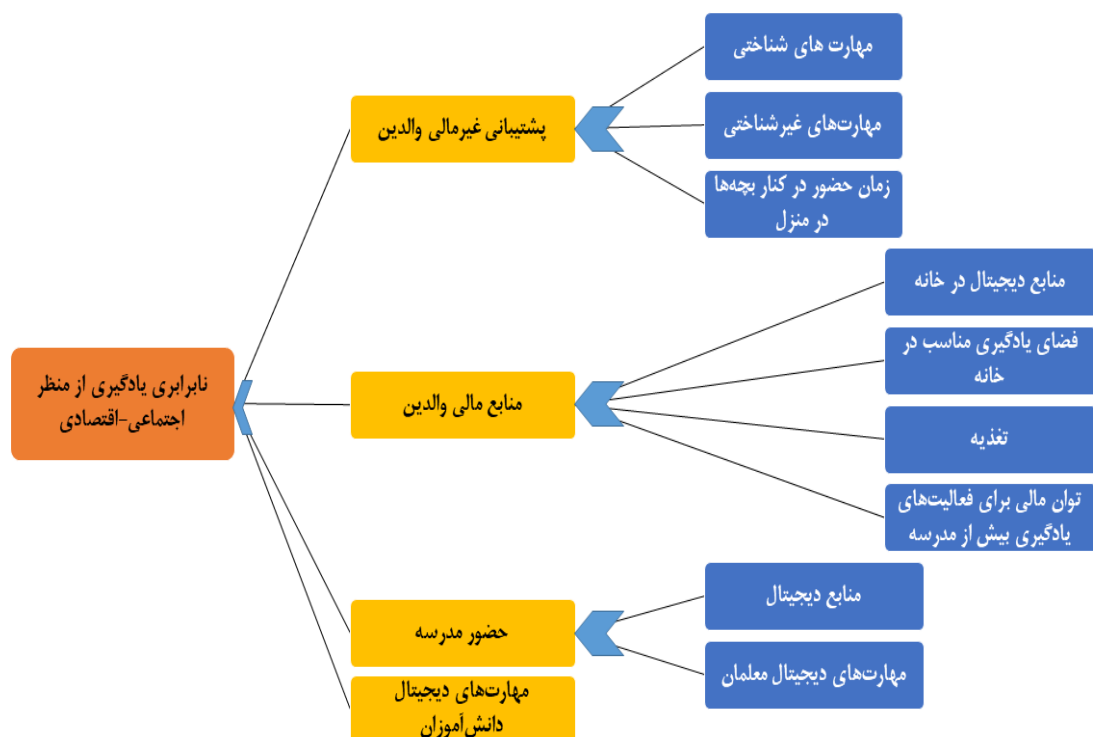 نابرابری یادگیری از منظر
اجتماعی-اقتصادی
پشتیبانی غیرمالی والدین
مهارت های شناختی
مهارت‌های غیرشناختی
زمان حضور در کنار بچه‌ها
در منزل
منابع مالی والدین
منابع دیجیتال در خانه
فضای یادگیری مناسب در
خانه
تغذیه
توان مالی برای فعالیت‌های
یادگیری بیش از مدرسه
حضور مدرسه
منابع دیجیتال
مهارت‌های دیجیتال معلمان
مهارت‌های دیجیتال
دانش‌آموزان